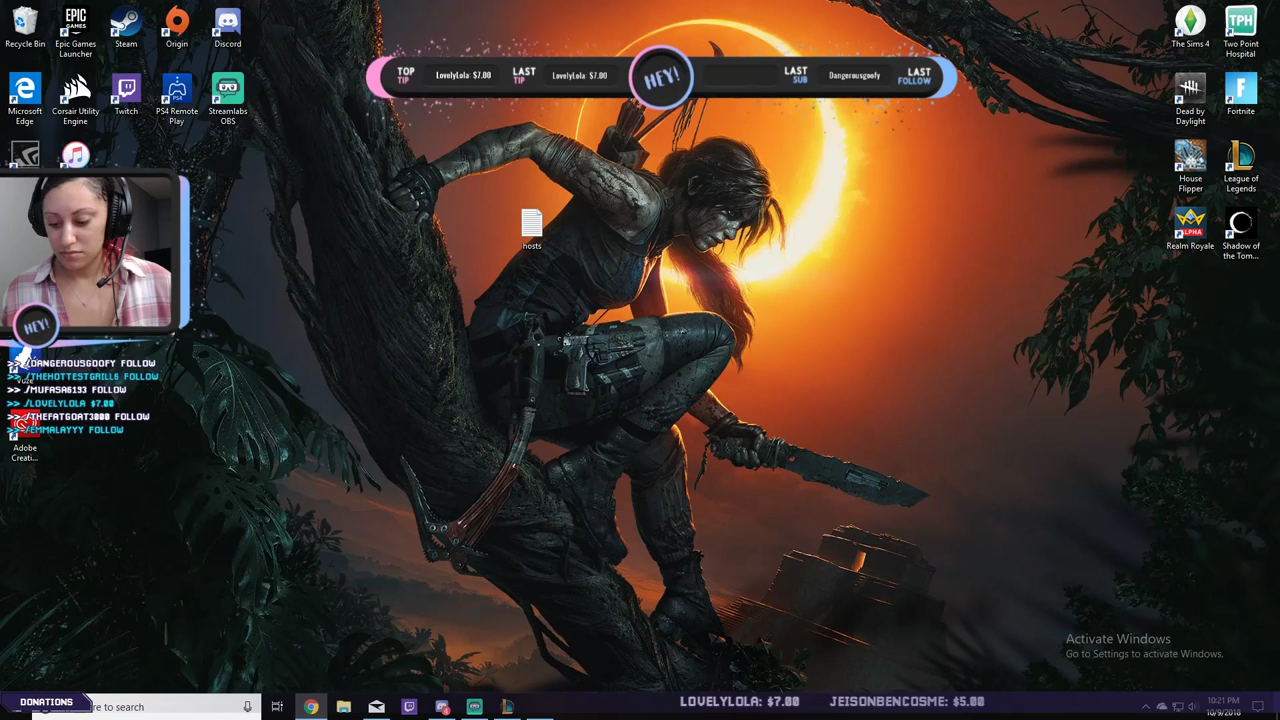 Recycle Bin
Epic Games
Launcher
Steam
Origin
Discord
Microsoft
Edge
Corsair Utility
Engine
Twitch
PS4 Remote
Play
Streamlabs
OBS
TOP
TIP
LovelyLola: $7.00
LAST
TIP
LovelyLola: $7.00
HEY!
LAST
SUB
Dangerousgoofy
LAST
FOLLOW
The Sims 4
Two Point
Hospital
Dead by
Daylight
Fortnite
House
Flipper
League of
Legends
Realm Royale
Shadow of
the Tom...
hosts
HEY!
>> /DANGEROUSGOOFY FOLLOW
>> /THEHOTTESTGRILL6 FOLLOW
>> /MUFASA6193 FOLLOW
>> /LOVELYLOLA $7.00
>> /THEFATGOAT3000 FOLLOW
>> /EMMALAYYY FOLLOW
Adobe
Creati...
Activate Windows
Go to Settings to activate Windows.
DONATIONS
re to search
LOVELYLOLA: $7.00
JEISONBENCOSME: $5.00
10:21 PM
10/9/2018